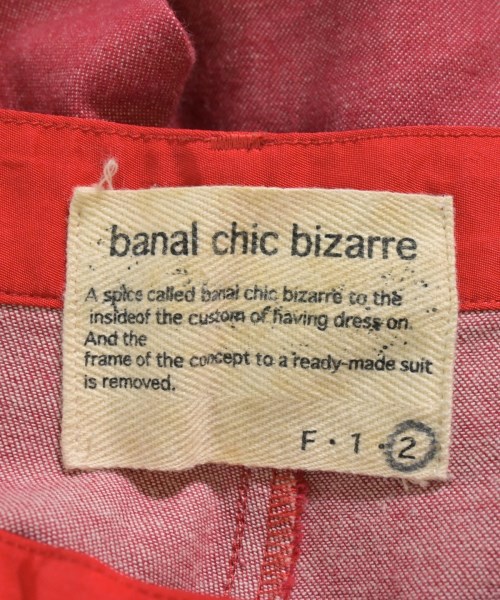 banal chic bizarre
A spice called banal chic bizarre to the
insideof the custom of having dress on.
And the
frame of the concept to a ready-made suit
is removed.
F・1・2